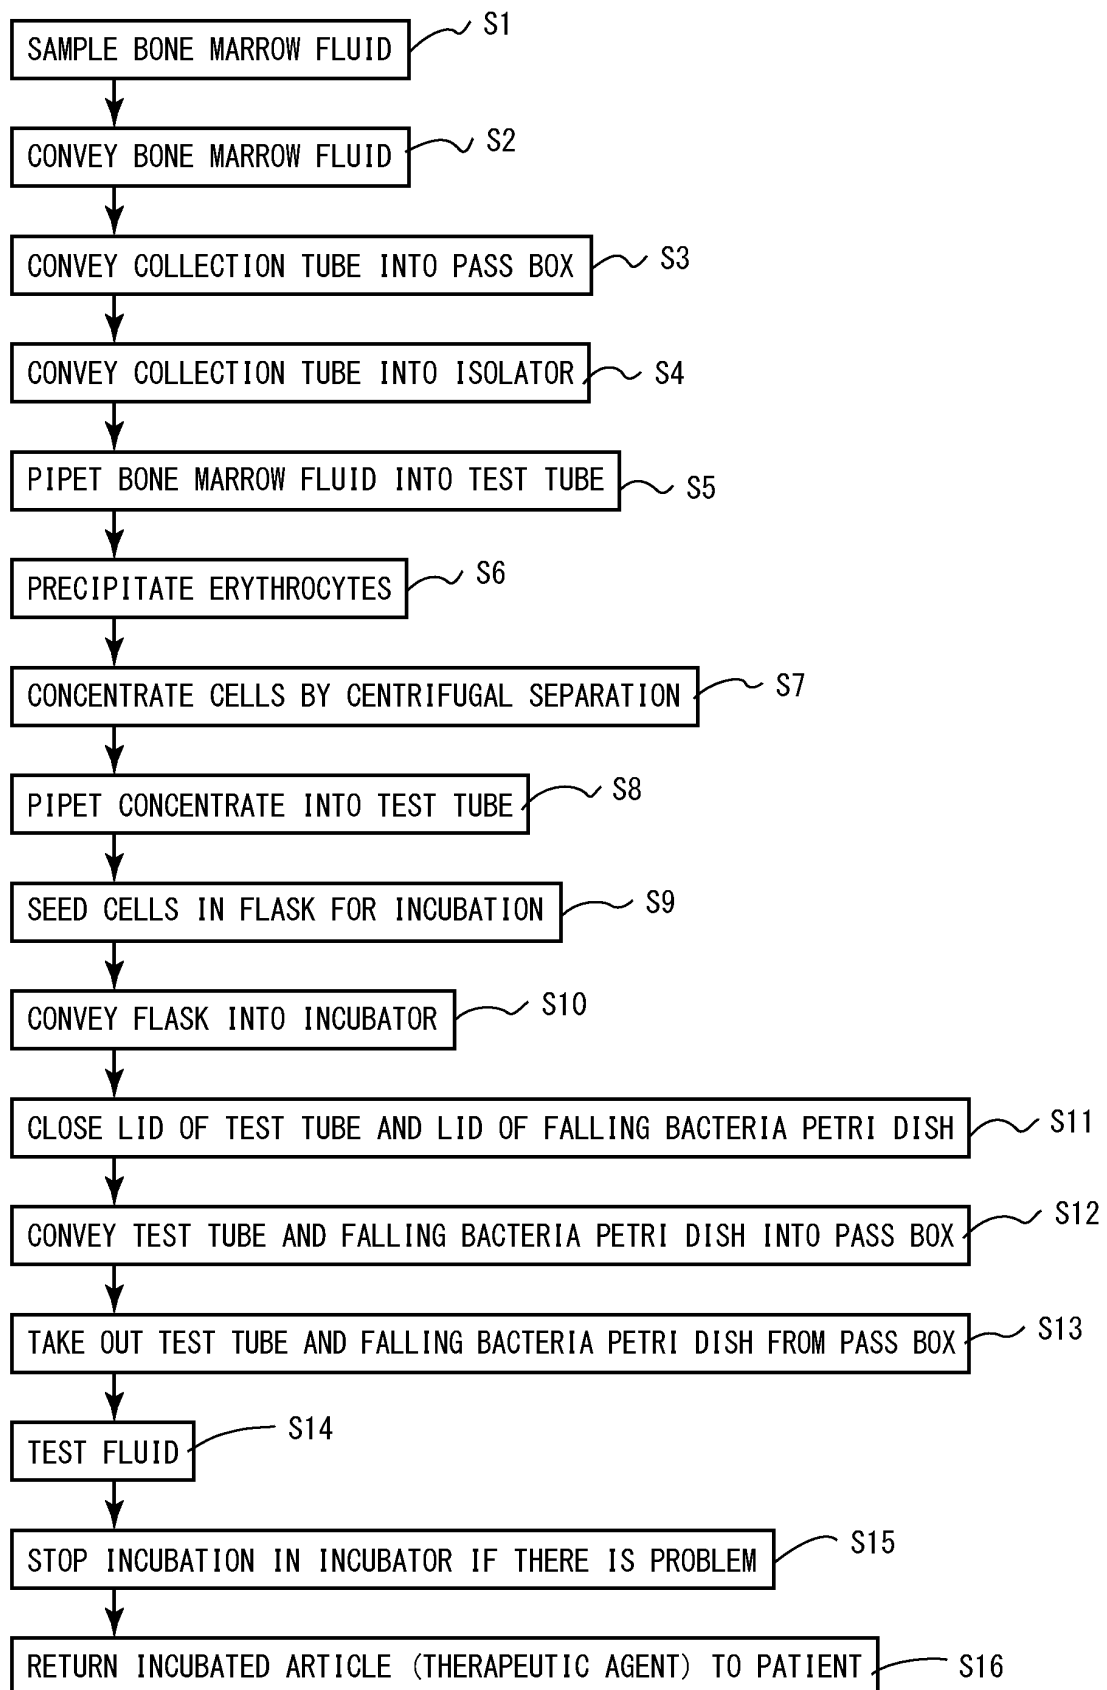 SAMPLE BONE MARROW FLUID S1
CONVEY BONE MARROW FLUID S2
CONVEY COLLECTION TUBE INTO PASS BOX S3
CONVEY COLLECTION TUBE INTO ISOLATOR S4
PIPET BONE MARROW FLUID INTO TEST TUBE S5
PRECIPITATE ERYTHROCYTES S6
CONCENTRATE CELLS BY CENTRIFUGAL SEPARATION S7
PIPET CONCENTRATE INTO TEST TUBE S8
SEED CELLS IN FLASK FOR INCUBATION S9
CONVEY FLASK INTO INCUBATOR S10
CLOSE LID OF TEST TUBE AND LID OF FALLING BACTERIA PETRI DISH S11
CONVEY TEST TUBE AND FALLING BACTERIA PETRI DISH INTO PASS BOX S12
TAKE OUT TEST TUBE AND FALLING BACTERIA PETRI DISH FROM PASS BOX S13
TEST FLUID S14
STOP INCUBATION IN INCUBATOR IF THERE IS PROBLEM S15
RETURN INCUBATED ARTICLE (THERAPEUTIC AGENT) TO PATIENT S16